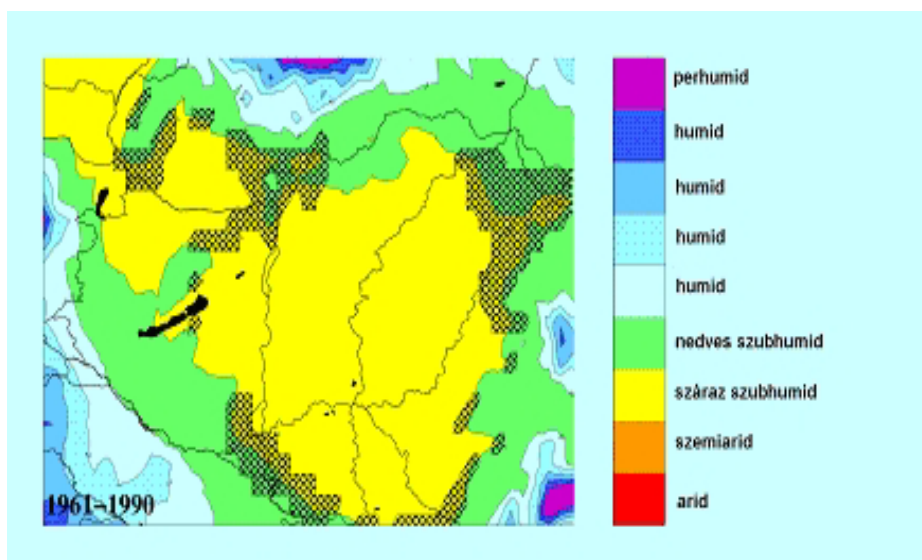 perhumid
humid
humid
humid
humid
nedves szubhumid
száraz szubhumid
szemiarid
arid
1961-1990